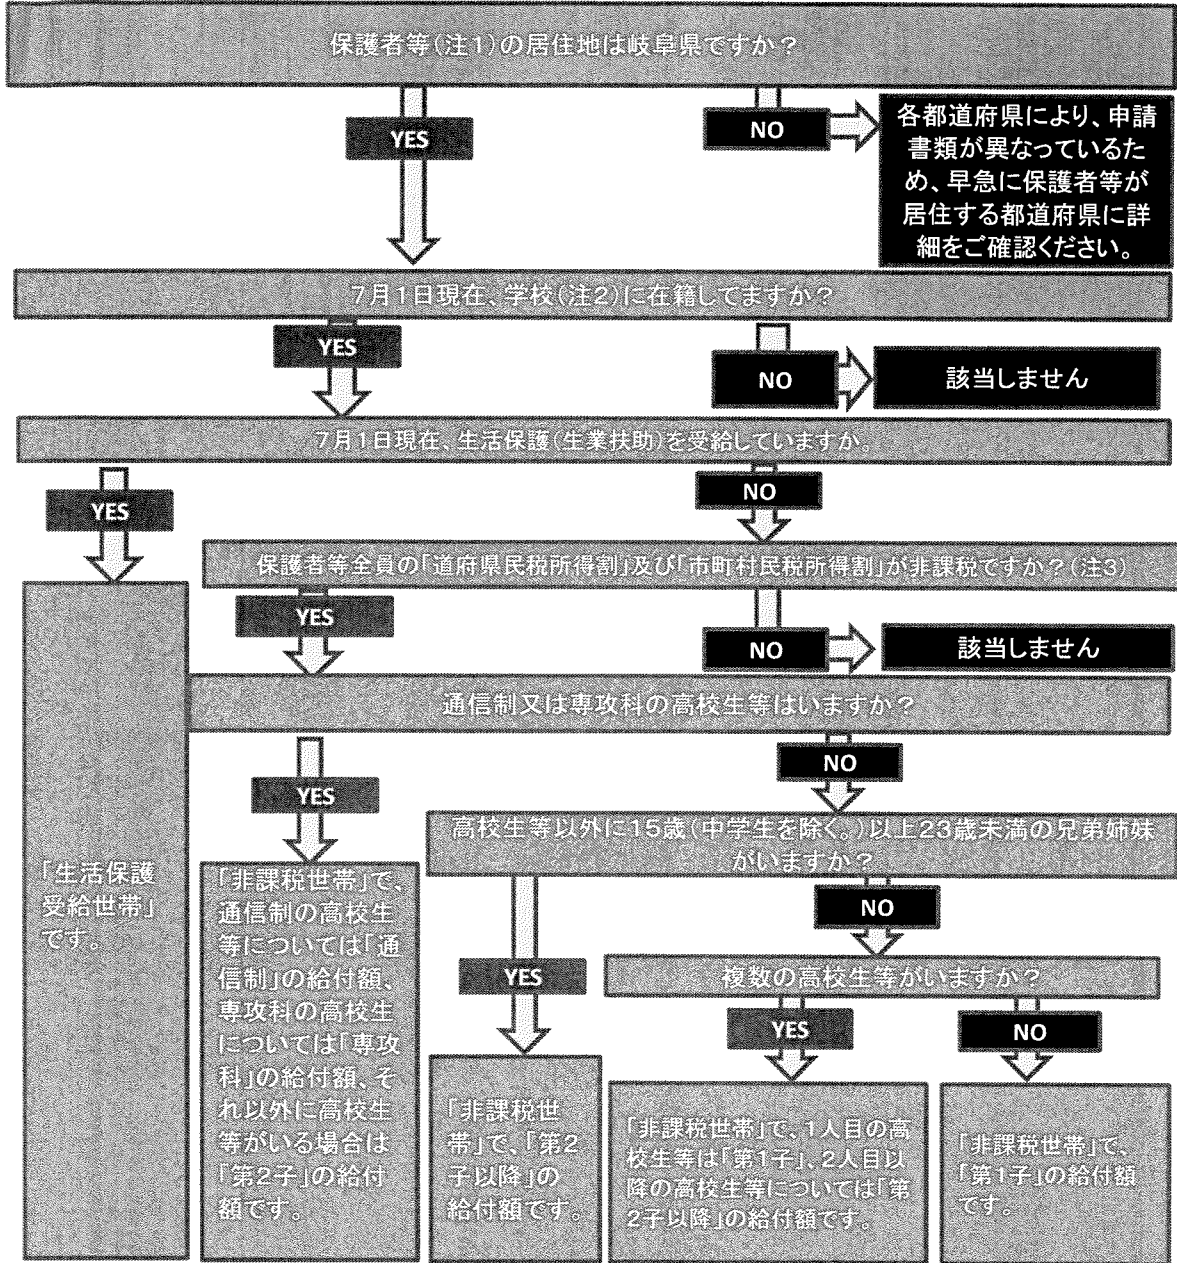 保護者等(注1)の居住地は岐阜県ですか?
YES
NO
各都道府県により、申請
書類が異なっているた
め、早急に保護者等が
居住する都道府県に詳
細をご確認ください。
7月1日現在、学校(注2)に在籍してますか?
YES
NO
該当しません
7月1日現在、生活保護(生業扶助)を受給していますか。
YES
NO
保護者等全員の「道府県民税所得割」及び「市町村民税所得割」が非課税ですか?(注3)
YES
NO
該当しません
通信制又は専攻科の高校生等はいますか?
YES
NO
高校生等以外に15歳(中学生を除く。)以上23歳未満の兄弟姉妹
がいますか?
YES
NO
複数の高校生等がいますか?
YES
NO
「生活保護
受給世帯」
です。
「非課税世帯」で、
通信制の高校生
等については「通
信制」の給付額、
専攻科の高校生
については「専攻
科」の給付額、そ
れ以外に高校生
等がいる場合は
「第2子」の給付
額です。
「非課税世
帯」で、「第2
子以降」の
給付額です。
「非課税世帯」で、1人目の高
校生等は「第1子」、2人目以
降の高校生等については「第
2子以降」の給付額です。
「非課税世帯」で、
「第1子」の給付額
です。